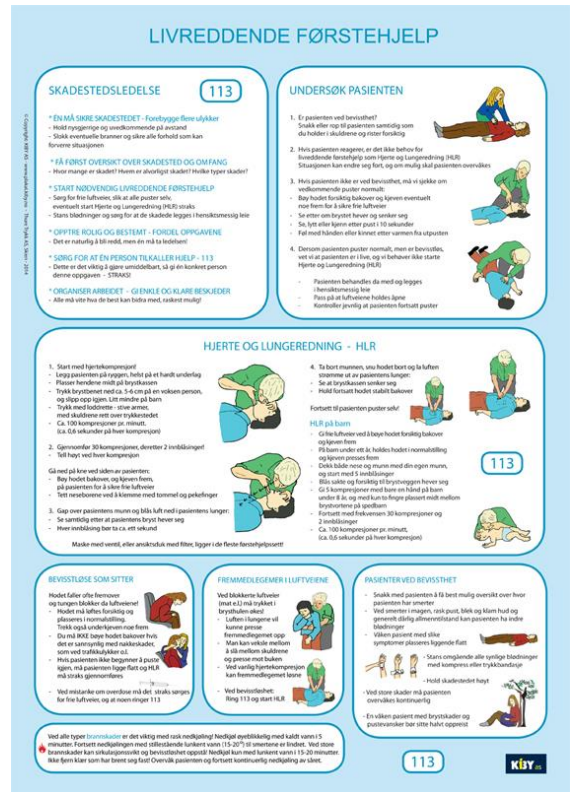 LIVREDDENDE FØRSTEHJELP
© Copyright KIBY AS
SKADESTEDSLEDELSE
113
* ÉN MÅ SIKRE SKADESTEDET - Forebygge flere ulykker
- Hold nysgjerrige og uvedkommende på avstand
- Slokk eventuelle branner og sikre alle forhold som kan
forverre situasjonen
* FÅ FØRST OVERSIKT OVER SKADESTED OG OMFANG
- Hvor mange er skadet? Hvem er alvorligst skadet? Hvilke typer skader?
* START NØDVENDIG LIVREDDENDE FØRSTEHJELP
- Sørg for frie luftveier, slik at alle puster selv,
eventuelt start Hjerte og Lungeredning (HLR) straks
- Stans blødninger og sørg for at de skadede legges i hensiktsmessig leie
* OPPTRE ROLIG OG BESTEMT - FORDEL OPPGAVENE
- Det er naturlig å bli redd, men én må ta ledelsen!
* SØRG FOR AT ÉN PERSON TILKALLER HJELP - 113
- Dette er det viktig å gjøre umiddelbart, så gi én konkret person
denne oppgaven - STRAKS!
* ORGANISER ARBEIDET - GI ENKLE OG KLARE BESKJEDER
- Alle må vite hva de best kan bidra med, raskest mulig!
UNDERSØK PASIENTEN
1. Er pasienten ved bevissthet?
Snakk eller rop til pasienten samtidig som
du holder i skuldrene og rister forsiktig
2. Hvis pasienten reagerer, er det ikke behov for
livreddende førstehjelp som Hjerte og Lungeredning (HLR)
Situasjonen kan endre seg fort, og om mulig skal pasienten overvåkes
3. Hvis pasienten ikke er ved bevissthet, må vi sjekke om
vedkommende puster normalt:
- Bøy hodet forsiktig bakover og kjeven eventuelt
noe frem for å sikre frie luftveier
- Se etter om brystet hever og senker seg
- Se, lytt eller kjenn etter pust i 10 sekunder
- Føl med hånden eller kinnet etter varmen fra utpusten
4. Dersom pasienten puster normalt, men er bevisstløs,
vet vi at pasienten er i live, og vi behøver ikke starte
Hjerte og Lungeredning (HLR)
- Pasienten behandles da med og legges
i hensiktsmessig leie
- Pass på at luftveiene holdes åpne
- Kontroller jevnlig at pasienten fortsatt puster
HJERTE OG LUNGEREDNING - HLR
1. Start med hjertekompresjon!
- Legg pasienten på ryggen, helst på et hardt underlag
- Plasser hendene midt på brystkassen
- Trykk brystbenet ned ca. 5-6 cm på en voksen person,
og slipp opp igjen. Litt mindre på barn
- Trykk med loddrette - stive armer,
med skuldrene rett over trykkestedet
- Ca. 100 kompresjoner pr. minutt,
(ca. 0,6 sekunder på hver kompresjon)
2. Gjennomfør 30 kompresjoner, deretter 2 innblåsinger!
- Tell høyt ved hver kompresjon
Gå ned på kne ved siden av pasienten:
- Bøy hodet bakover, og kjeven frem,
på pasienten for å sikre frie luftveier
- Tett neseborene ved å klemme med tommel og pekefinger
3. Gap over pasientens munn og blås luft ned i pasientens lunger:
- Se samtidig etter at pasientens bryst hever seg
- Hver innblåsing bør ta ca. ett sekund
Maske med ventil, eller ansiktsduk med filter, ligger i de fleste førstehjelpssett!
4. Ta bort munnen, snu hodet bort og la luften
strømme ut av pasientens lunger:
- Se at brystkassen senker seg
- Hold fortsatt hodet stabilt bakover
Fortsett til pasienten puster selv!
HLR på barn
- Gi frie luftveier ved å bøye hodet forsiktig bakover
og kjeven frem
- På barn under ett år, holdes hodet i normalstilling
og kjeven presses frem
- Dekk både nese og munn med din egen munn,
og start med 5 innblåsinger
- Blås sakte og forsiktig til brystveggen hever seg
- Gi 5 kompresjoner med bare en hånd på barn
under 8 år, og med kun to fingre plassert midt mellom
brystvortene på spedbarn
- Fortsett med frekvensen 30 kompresjoner og
2 innblåsinger
- Ca. 100 kompresjoner pr. minutt,
(ca. 0,6 sekunder på hver kompresjon)
113
BEVISSTLØSE SOM SITTER
Hodet faller ofte fremover
og tungen blokker da luftveiene!
- Hodet må løftes forsiktig og
plasseres i normalstilling.
Trekk også underkjeven noe frem
- Du må IKKE bøye hodet bakover hvis
det er sannsynlig med nakkeskader,
som ved trafikkulykker o.l.
- Hvis pasienten ikke begynner å puste
igjen, må pasienten ligge flatt og HLR
må straks gjennomføres
- Ved mistanke om overdose må det straks sørges
for frie luftveier, og at noen ringer 113
FREMMEDLEGEMER I LUFTVEIENE
Ved blokkerte luftveier
(mat e.l.) må trykket i
brysthulen økes!
- Luften i lungene vil
kunne presse
fremmedlegemet opp
- Man kan veksle mellom
å slå mellom skuldrene
og presse mot buken
- Ved vanlig hjertekompresjon
kan fremmedlegemet løsne
- Ved bevisstløshet:
Ring 113 og start HLR
PASIENTER VED BEVISSTHET
- Snakk med pasienten å få best mulig oversikt over hvor
pasienten har smerter
- Ved smerter i magen, rask pust, blek og klam hud og
generelt dårlig allmenntilstand kan pasienten ha indre
blødninger
- Våken pasient med slike
symptomer plasseres liggende flatt
- Stans omgående alle synlige blødninger
med kompress eller trykkbandasje
- Hold skadestedet høyt
- Ved store skader må pasienten
overvåkes kontinuerlig
- En våken pasient med brystskader og
pustevansker bør sitte halvt oppreist
Ved alle typer brannskader er det viktig med rask nedkjøling! Nedkjøl øyeblikkelig med kaldt vann i 5
minutter. Fortsett nedkjølingen med stillestående lunkent vann (15-20°) til smertene er lindret. Ved store
brannskader kan sirkulasjonssvikt og bevisstløshet oppstå! Nedkjøl kun med lunkent vann i 15-20 minutter.
Ikke fjern klær som har brent seg fast! Overvåk pasienten og fortsett kontinuerlig nedkjøling av såret.
113
KIBY AS